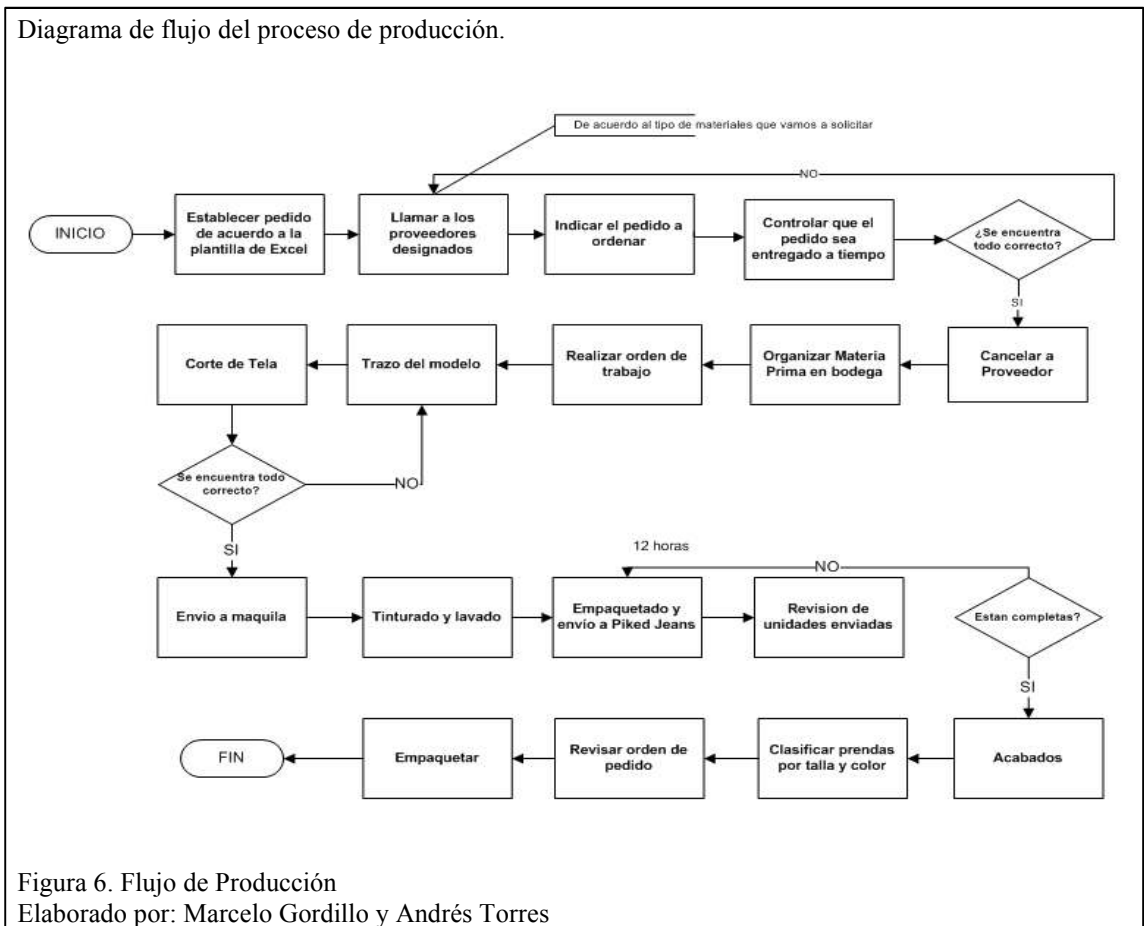 Diagrama de flujo del proceso de producción.
De acuerdo al tipo de materiales que vamos a solicitar
NO
INICIO
Establecer pedido
de acuerdo a la
plantilla de Excel
Llamar a los
proveedores
designados
Indicar el pedido a
ordenar
Controlar que el
pedido sea
entregado a tiempo
¿Se encuentra
todo correcto?
SI
Cancelar a
Proveedor
Organizar Materia
Prima en bodega
Realizar orden de
trabajo
Trazo del modelo
Corte de Tela
Se encuentra todo
correcto?
NO
SI
12 horas
NO
Envio a maquila
Tinturado y lavado
Empaquetado y
envío a Piked Jeans
Revision de
unidades enviadas
Estan completas?
SI
Acabados
Clasificar prendas
por talla y color
Revisar orden de
pedido
Empaquetar
FIN
Figura 6. Flujo de Producción
Elaborado por: Marcelo Gordillo y Andrés Torres